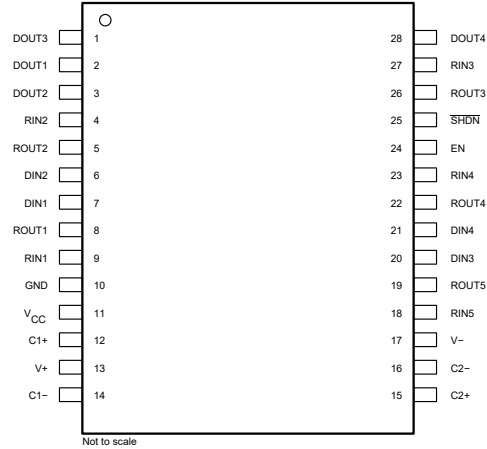 DOUT3 1 28 DOUT4
DOUT1 2 27 RIN3
DOUT2 3 26 ROUT3
RIN2 4 25 SHDN
ROUT2 5 24 EN
DIN2 6 23 RIN4
DIN1 7 22 ROUT4
ROUT1 8 21 DIN4
RIN1 9 20 DIN3
GND 10 19 ROUT5
VCC 11 18 RIN5
C1+ 12 17 V−
V+ 13 16 C2−
C1− 14 15 C2+
Not to scale